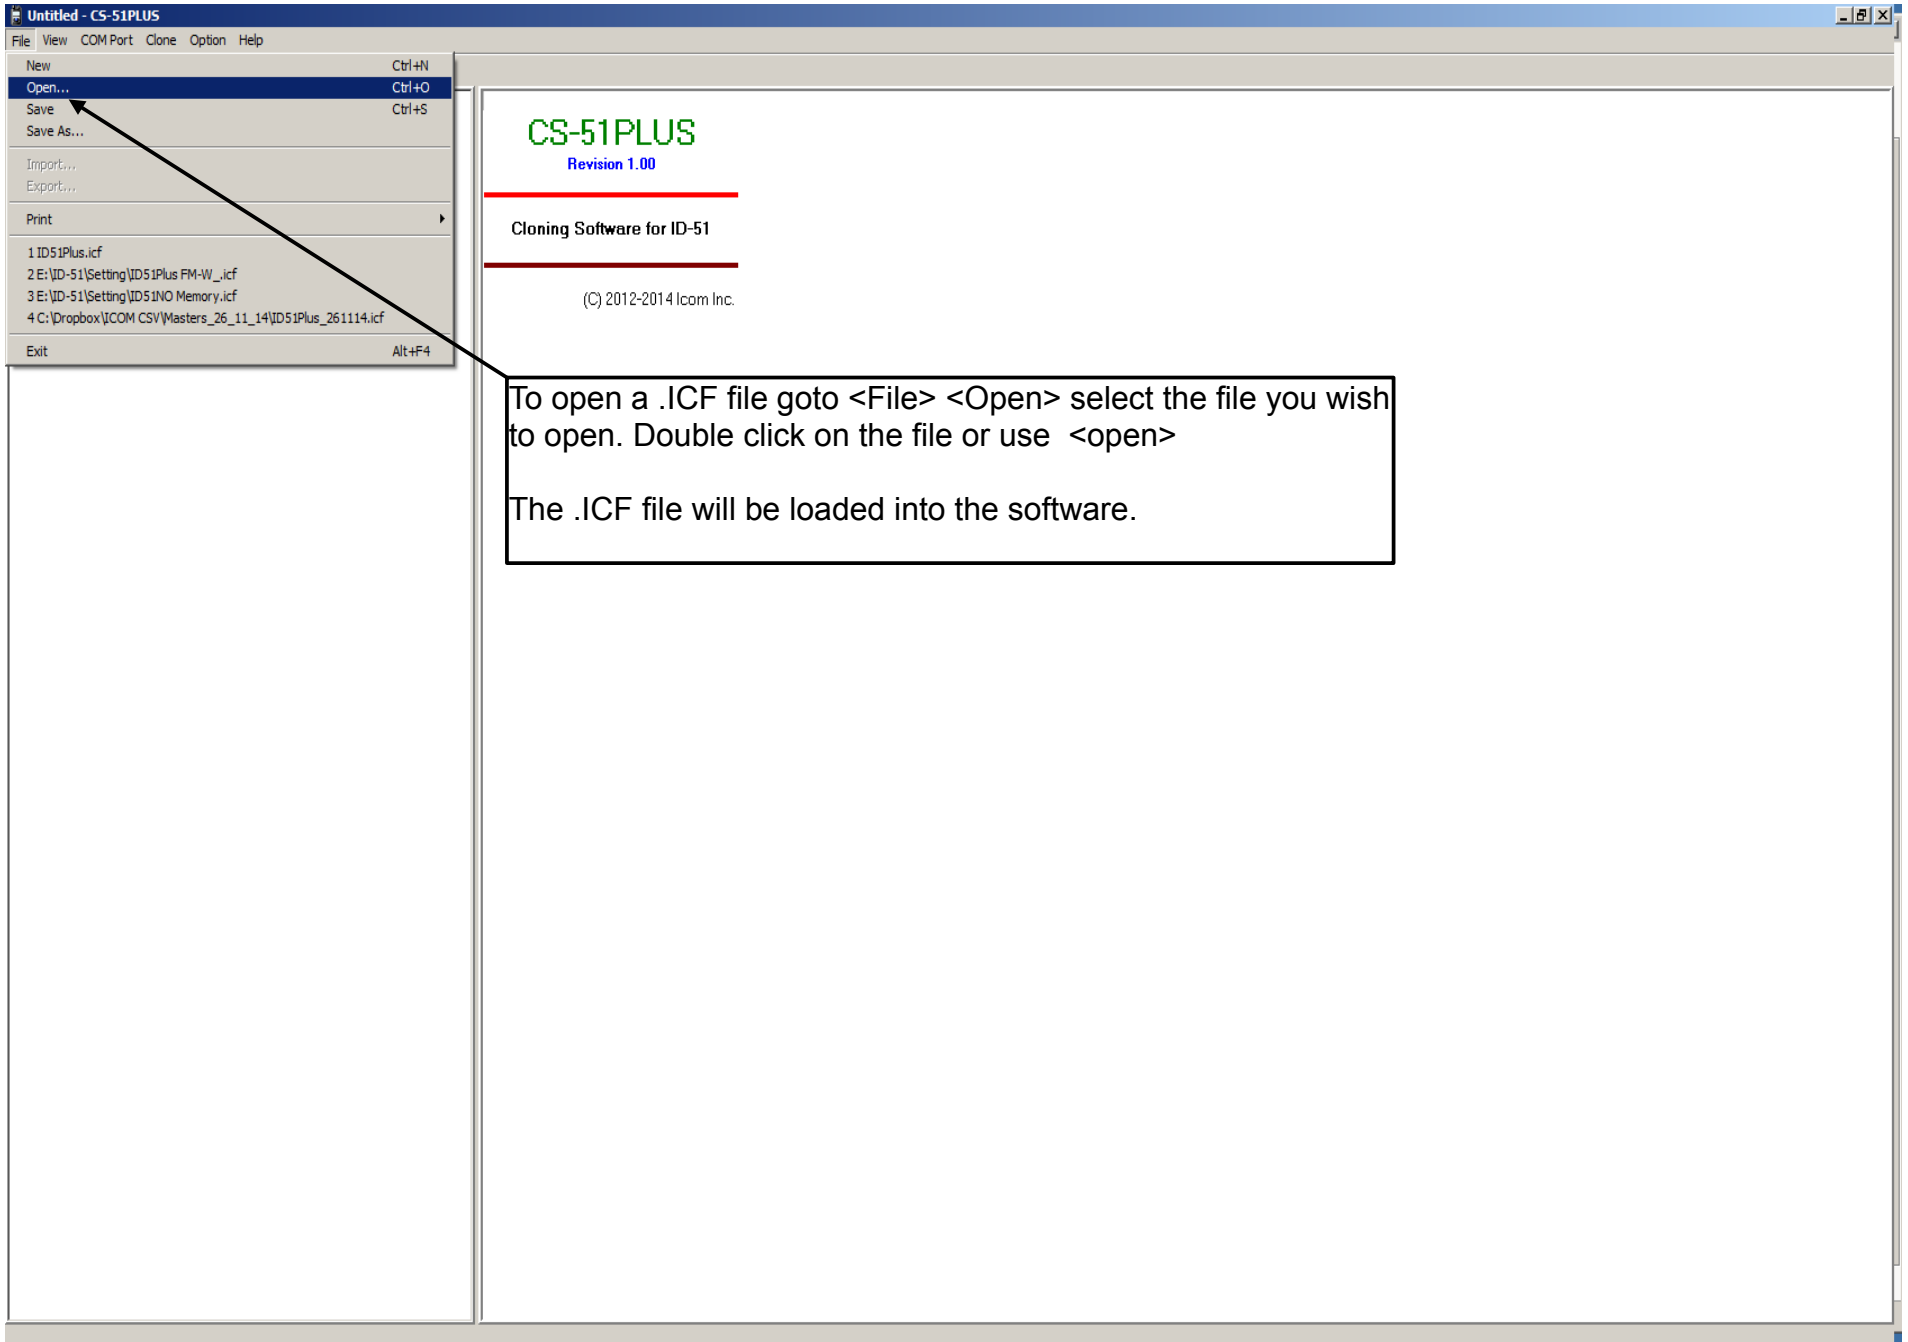 Untitled - CS-51PLUS
File View COM Port Clone Option Help
New Ctrl+N
Open... Ctrl+O
Save Ctrl+S
Save As...
Import...
Export...
Print
1 ID51Plus.icf
2 E:\ID-51\Setting\ID51Plus FM-W_.icf
3 E:\ID-51\Setting\ID51NO Memory.icf
4 C:\Dropbox\ICOM CSV\Masters_26_11_14\ID51Plus_261114.icf
Exit Alt+F4
CS-51PLUS
Revision 1.00
Cloning Software for ID-51
(C) 2012-2014 Icom Inc.
To open a .ICF file goto <File> <Open> select the file you wish
to open. Double click on the file or use <open>
The .ICF file will be loaded into the software.